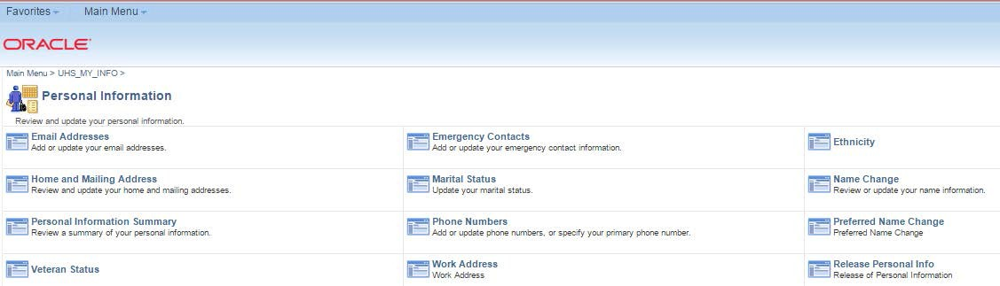 Favorites Main Menu
ORACLE
Main Menu > UHS_MY_INFO >
Personal Information
Review and update your personal information.
Email Addresses
Add or update your email addresses.
Emergency Contacts
Add or update your emergency contact information.
Ethnicity
Home and Mailing Address
Review and update your home and mailing addresses.
Marital Status
Update your marital status.
Name Change
Review or update your name information.
Personal Information Summary
Review a summary of your personal information.
Phone Numbers
Add or update phone numbers, or specify your primary phone number.
Preferred Name Change
Preferred Name Change
Veteran Status
Work Address
Work Address
Release Personal Info
Release of Personal Information